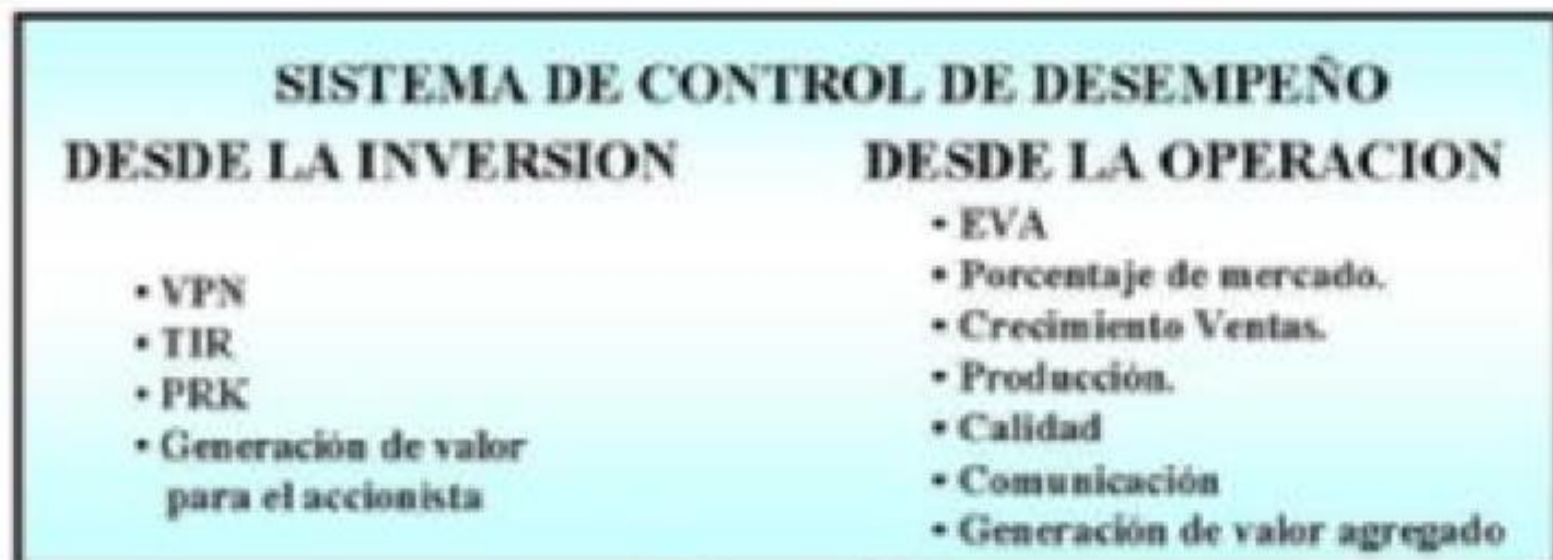 SISTEMA DE CONTROL DE DESEMPEÑO
DESDE LA INVERSION
• VPN
• TIR
• PRK
• Generación de valor
para el accionista
DESDE LA OPERACION
• EVA
• Porcentaje de mercado.
• Crecimiento Ventas.
• Producción.
• Calidad
• Comunicación
• Generación de valor agregado